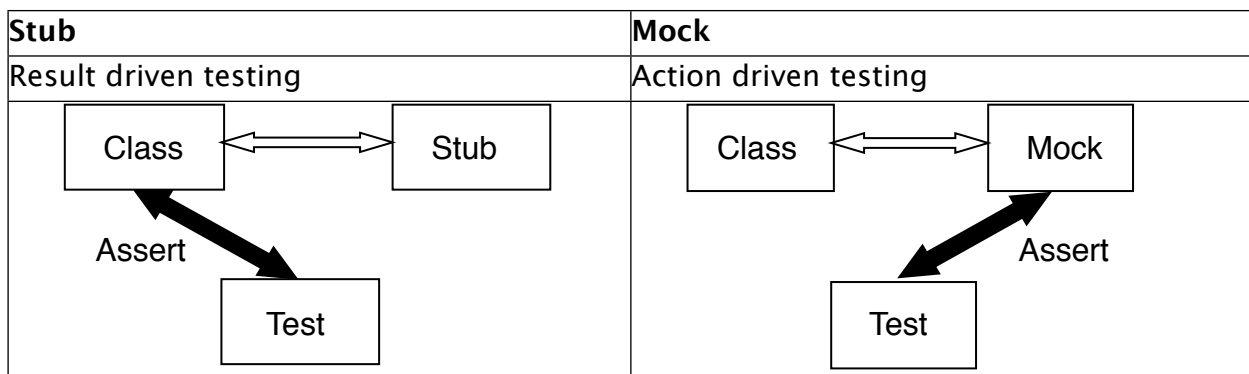 Stub
Mock
Result driven testing
Action driven testing
Class
Stub
Assert
Test
Class
Mock
Assert
Test